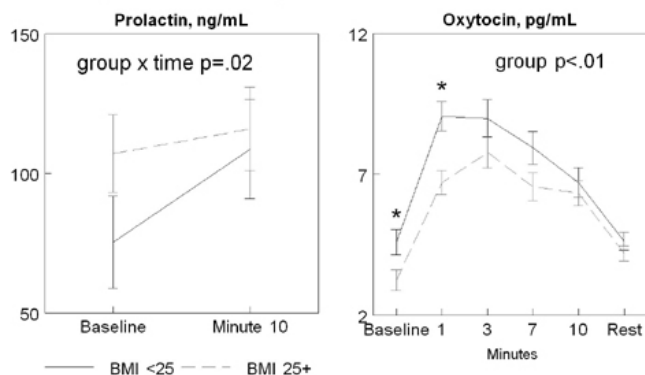 Prolactin, ng/mL
150
group x time p=.02
100
50
Baseline Minute 10
Oxytocin, pg/mL
12
group p<.01
*
7
*
2
Baseline 1 3 7 10 Rest
Minutes
BMI <25 BMI 25+